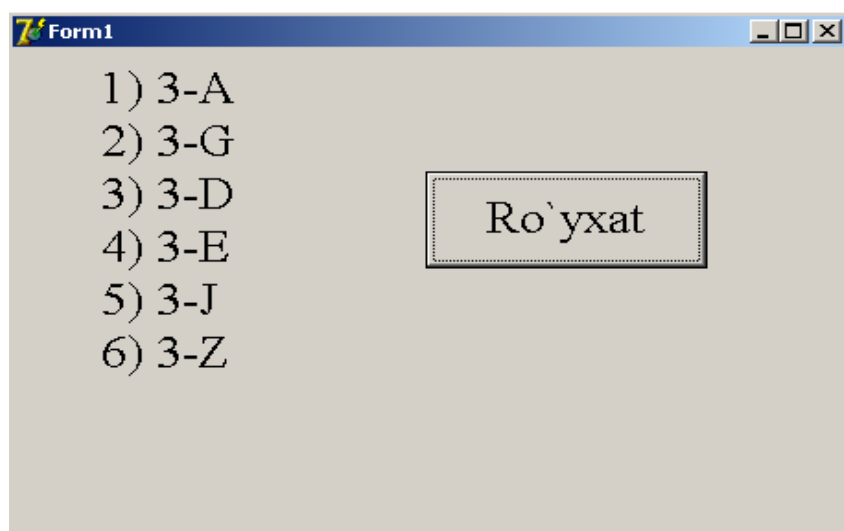 Form1
1) 3-A
2) 3-G
3) 3-D
4) 3-E
5) 3-J
6) 3-Z
Ro`yxat